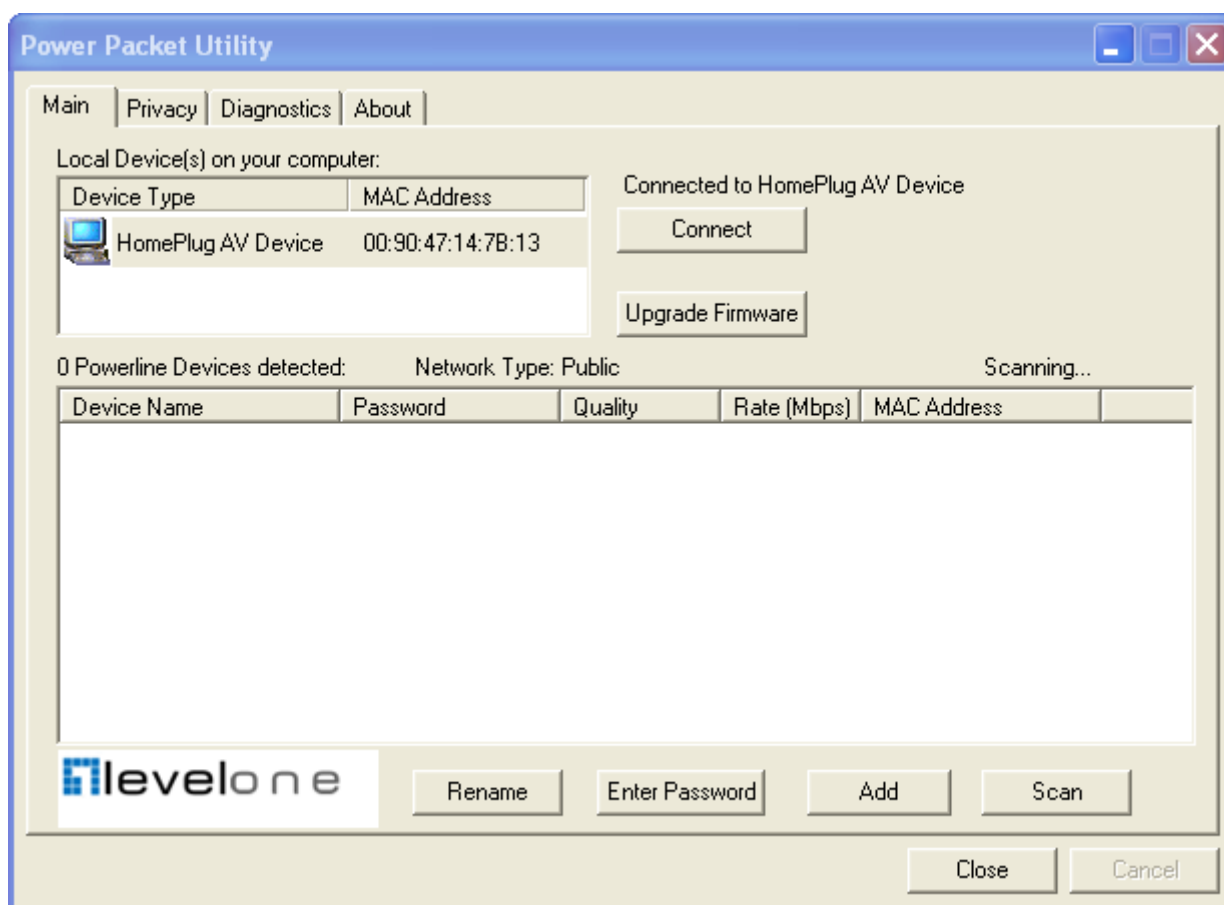 Power Packet Utility
Main Privacy Diagnostics About
Local Device(s) on your computer:
Device Type MAC Address
HomePlug AV Device 00:90:47:14:7B:13
Connected to HomePlug AV Device
Connect
Upgrade Firmware
0 Powerline Devices detected: Network Type: Public Scanning...
Device Name Password Quality Rate (Mbps) MAC Address
levelone Rename Enter Password Add Scan
Close Cancel